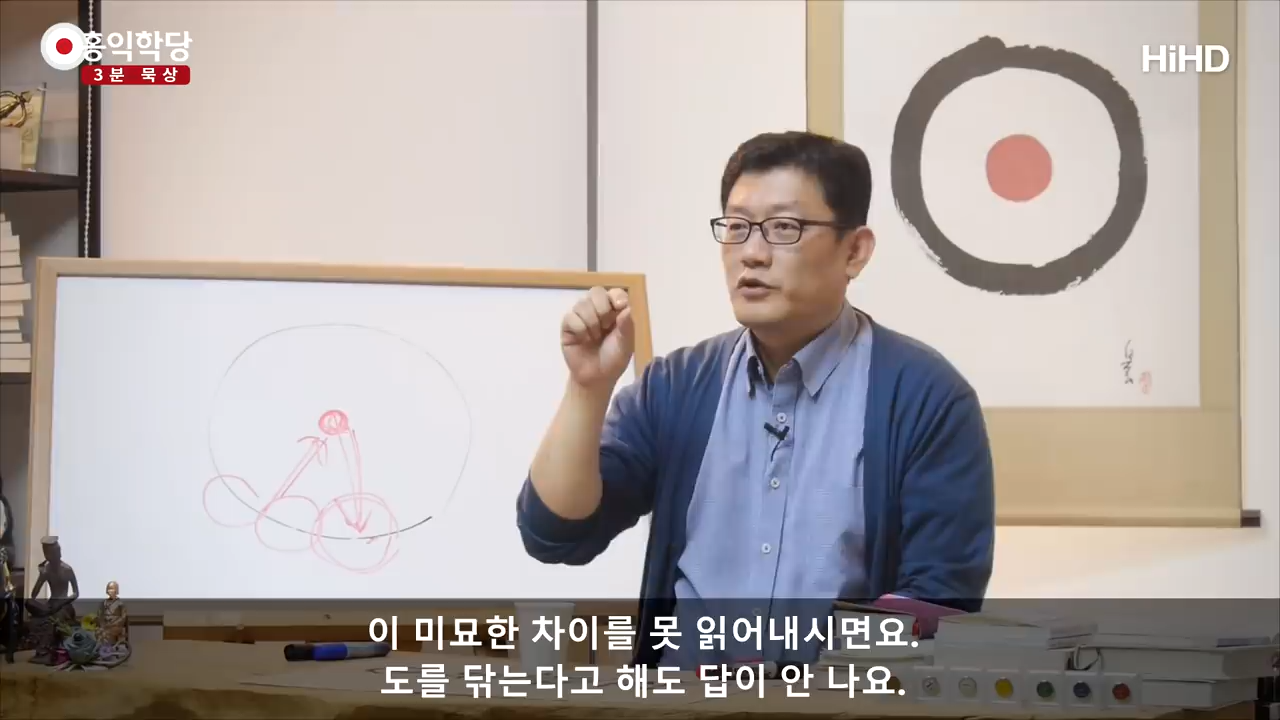 홍익학당
3분 묵상
HiHD
이 미묘한 차이를 못 읽어내시면요.
도를 닦는다고 해도 답이 안 나요.